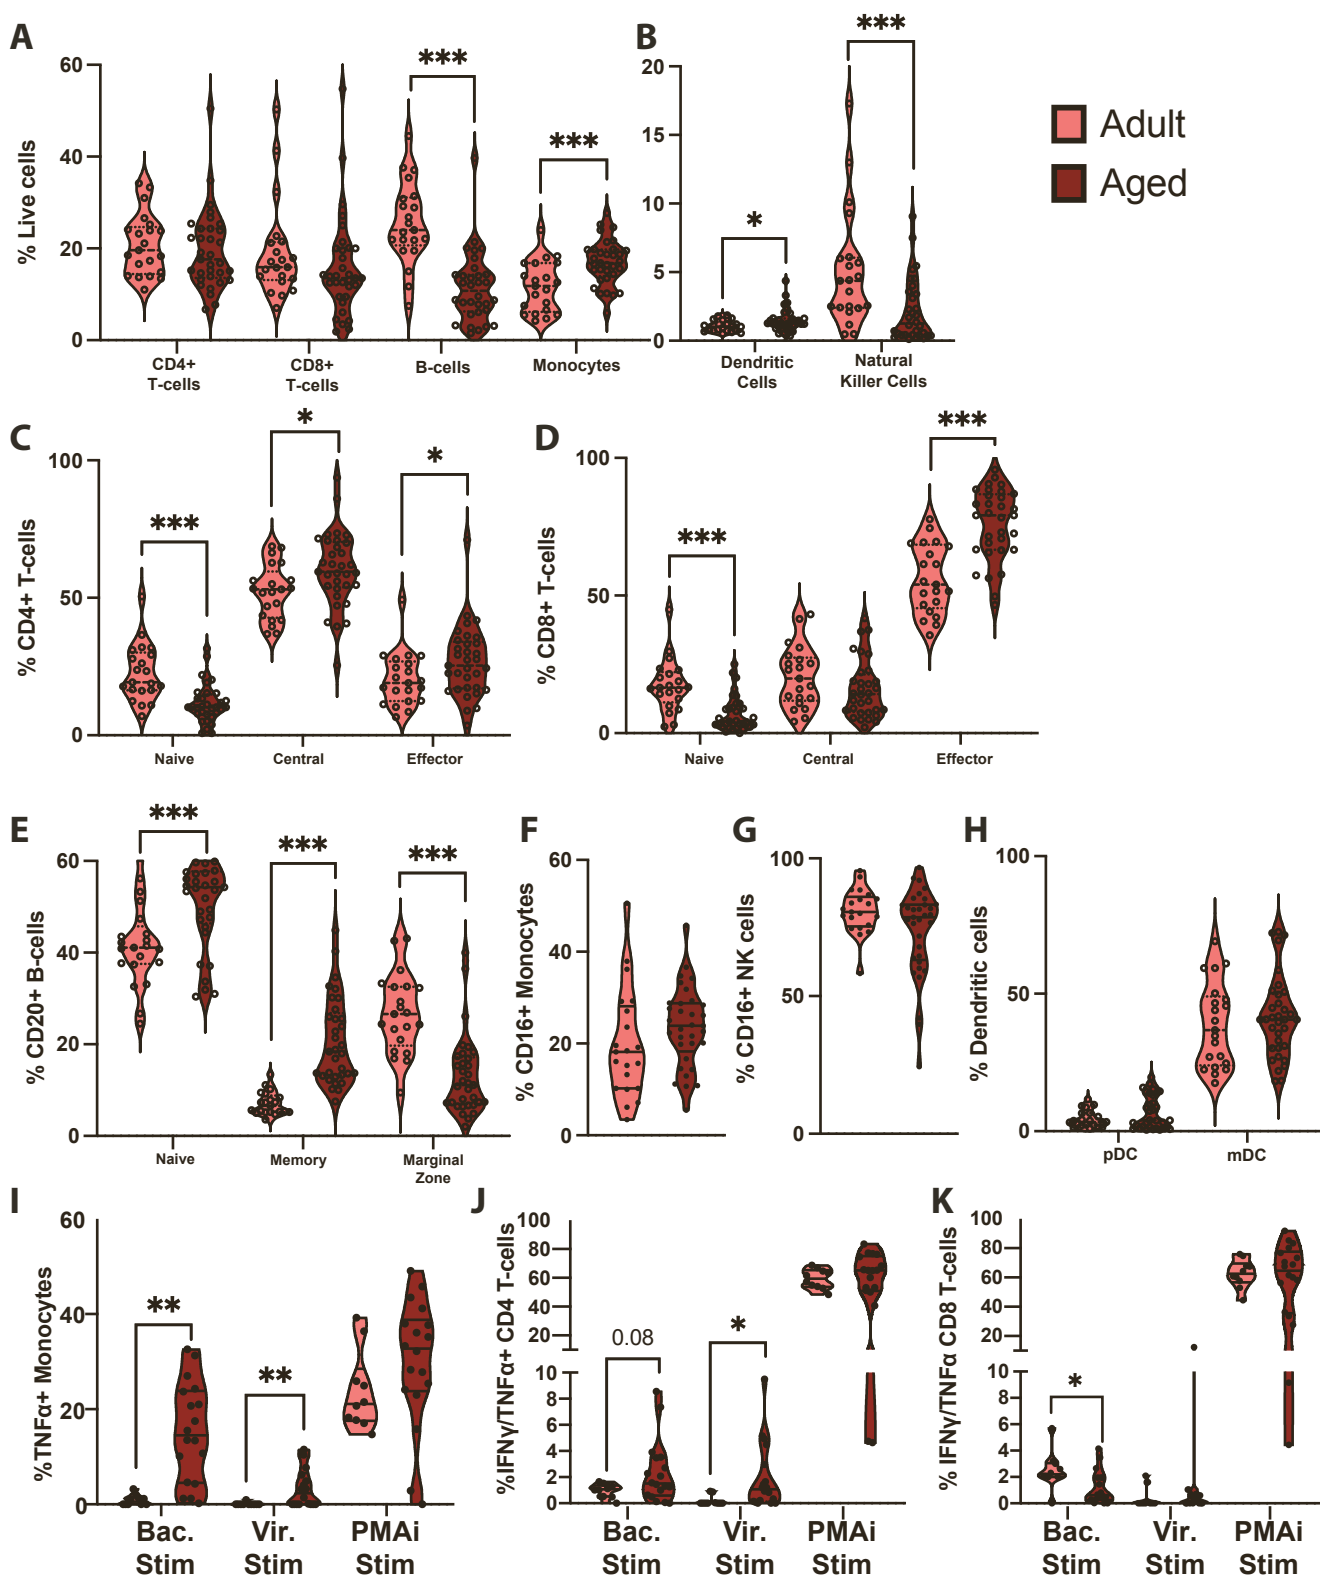 A
B
***
***
***
*
***
60
40
20
0
% Live cells
CD4+
T-cells
CD8+
T-cells
B-cells
Monocytes
20
15
10
5
0
Dendritic
Cells
Natural
Killer Cells
Adult
Aged
C
D
***
*
*
***
***
100
50
0
% CD4+ T-cells
Naive
Central
Effector
100
50
0
% CD8+ T-cells
Naive
Central
Effector
E
F
G
H
***
***
***
60
40
20
0
% CD20+ B-cells
Naive
Memory
Marginal
Zone
60
40
20
0
% CD16+ Monocytes
100
50
0
% CD16+ NK cells
100
50
0
% Dendritic cells
pDC
mDC
I
J
K
**
**
60
40
20
0
%TNFα+ Monocytes
Bac.
Stim
Vir.
Stim
PMAi
Stim
0.08
*
100
80
60
40
20
10
8
6
4
2
0
%IFNγ/TNFα+ CD4 T-cells
Bac.
Stim
Vir.
Stim
PMAi
Stim
*
100
80
60
40
20
10
8
6
4
2
0
% IFNγ/TNFα CD8 T-cells
Bac.
Stim
Vir.
Stim
PMAi
Stim